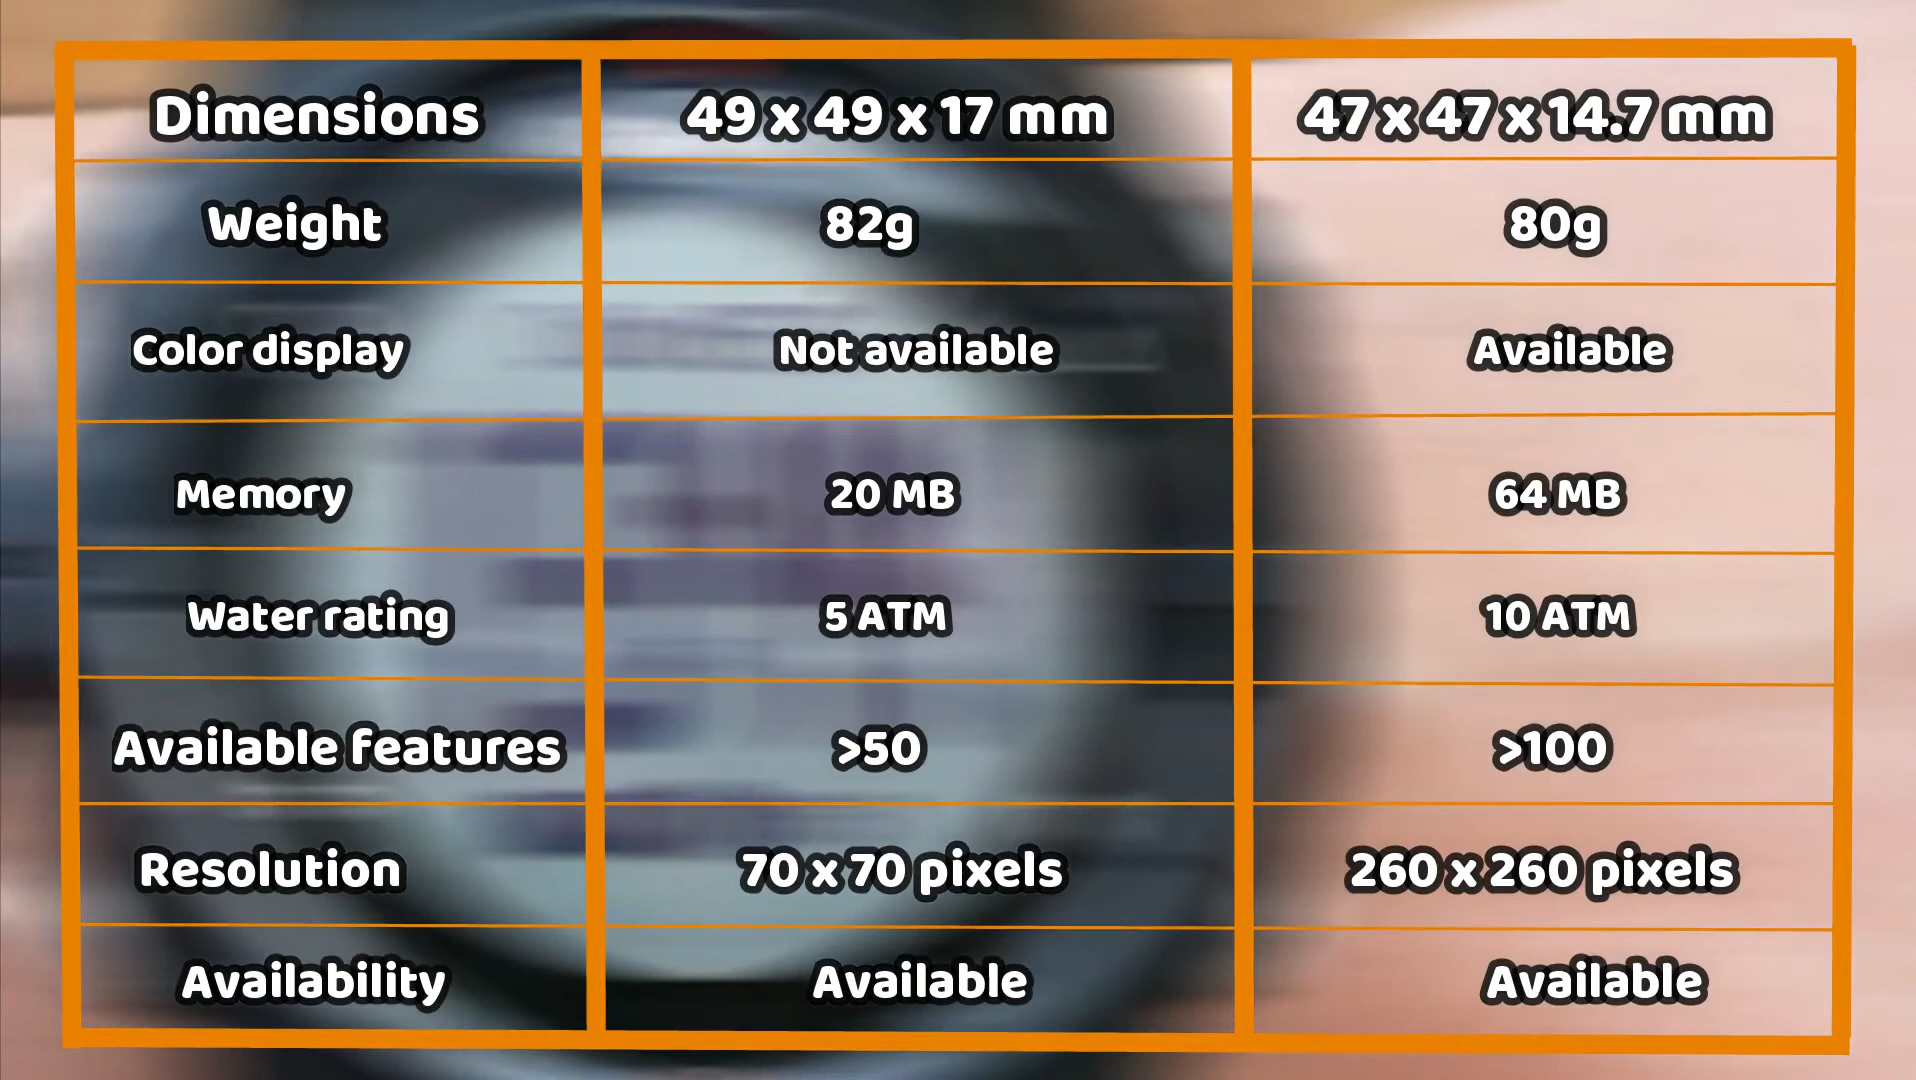 Dimensions 49 x 49 x 17 mm 47 x 47 x 14.7 mm
Weight 82g 80g
Color display Not available Available
Memory 20 MB 64 MB
Water rating 5 ATM 10 ATM
Available features >50 >100
Resolution 70 x 70 pixels 260 x 260 pixels
Availability Available Available